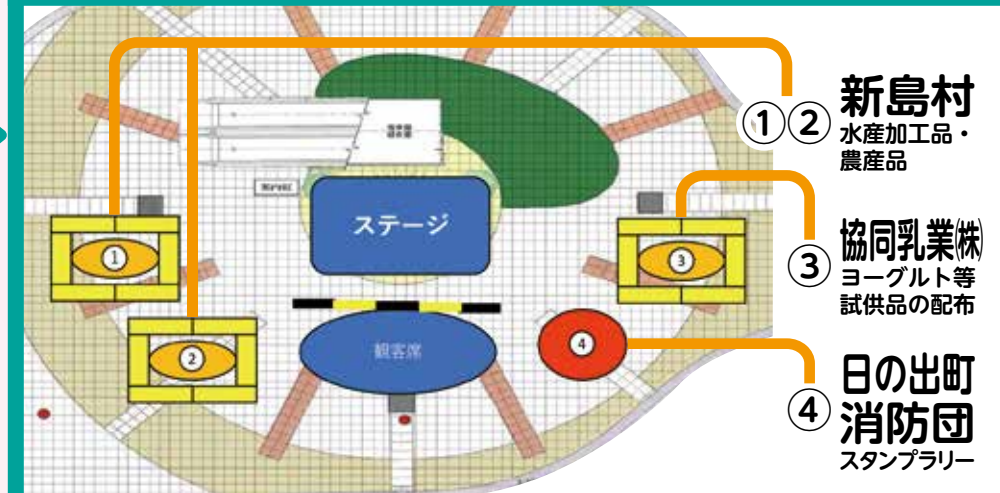 ステージ
観客席
①
②
③
④
①②
新島村
水産加工品・
農産品
③
協同乳業㈱
ヨーグルト等
試供品の配布
④
日の出町
消防団
スタンプラリー